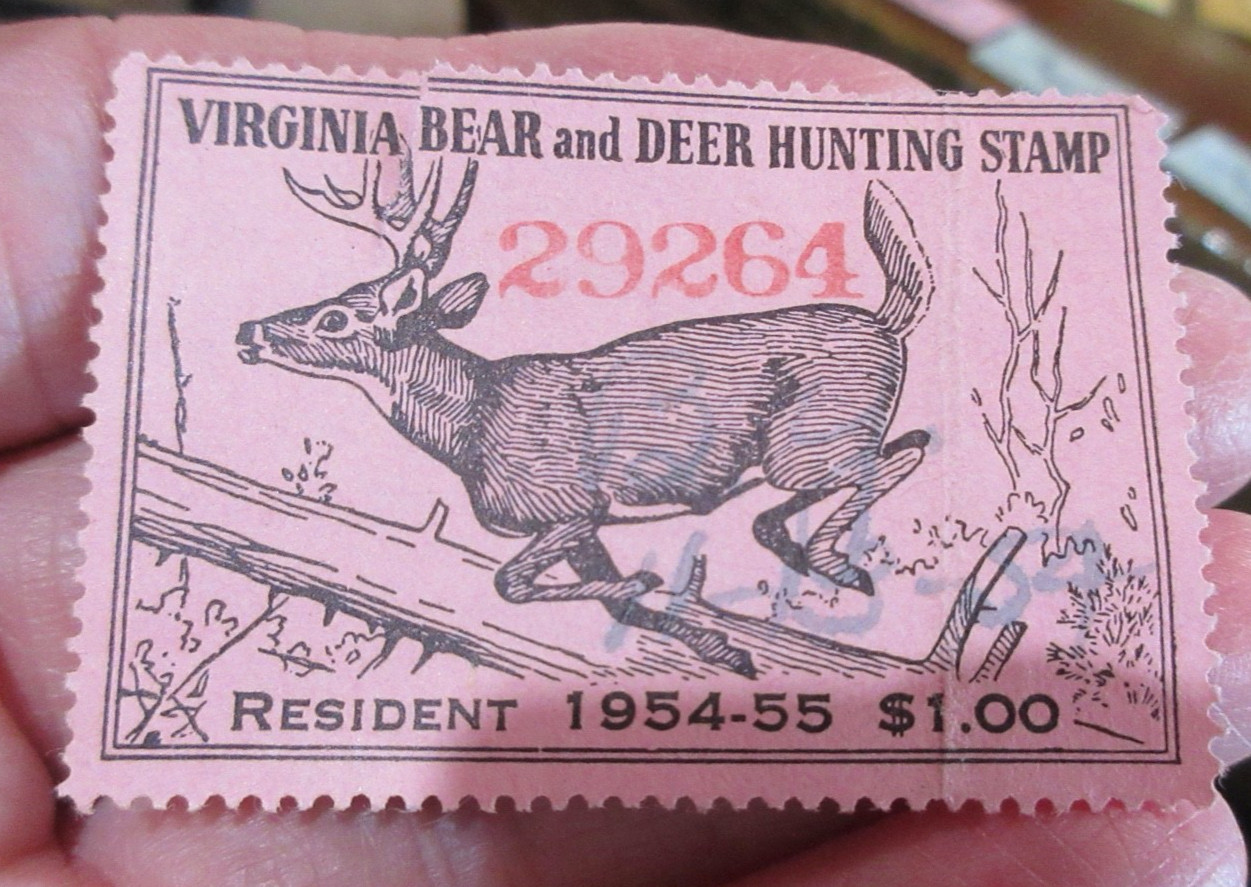 VIRGINIA BEAR and DEER HUNTING STAMP
29264
RESIDENT 1954-55 $1.00